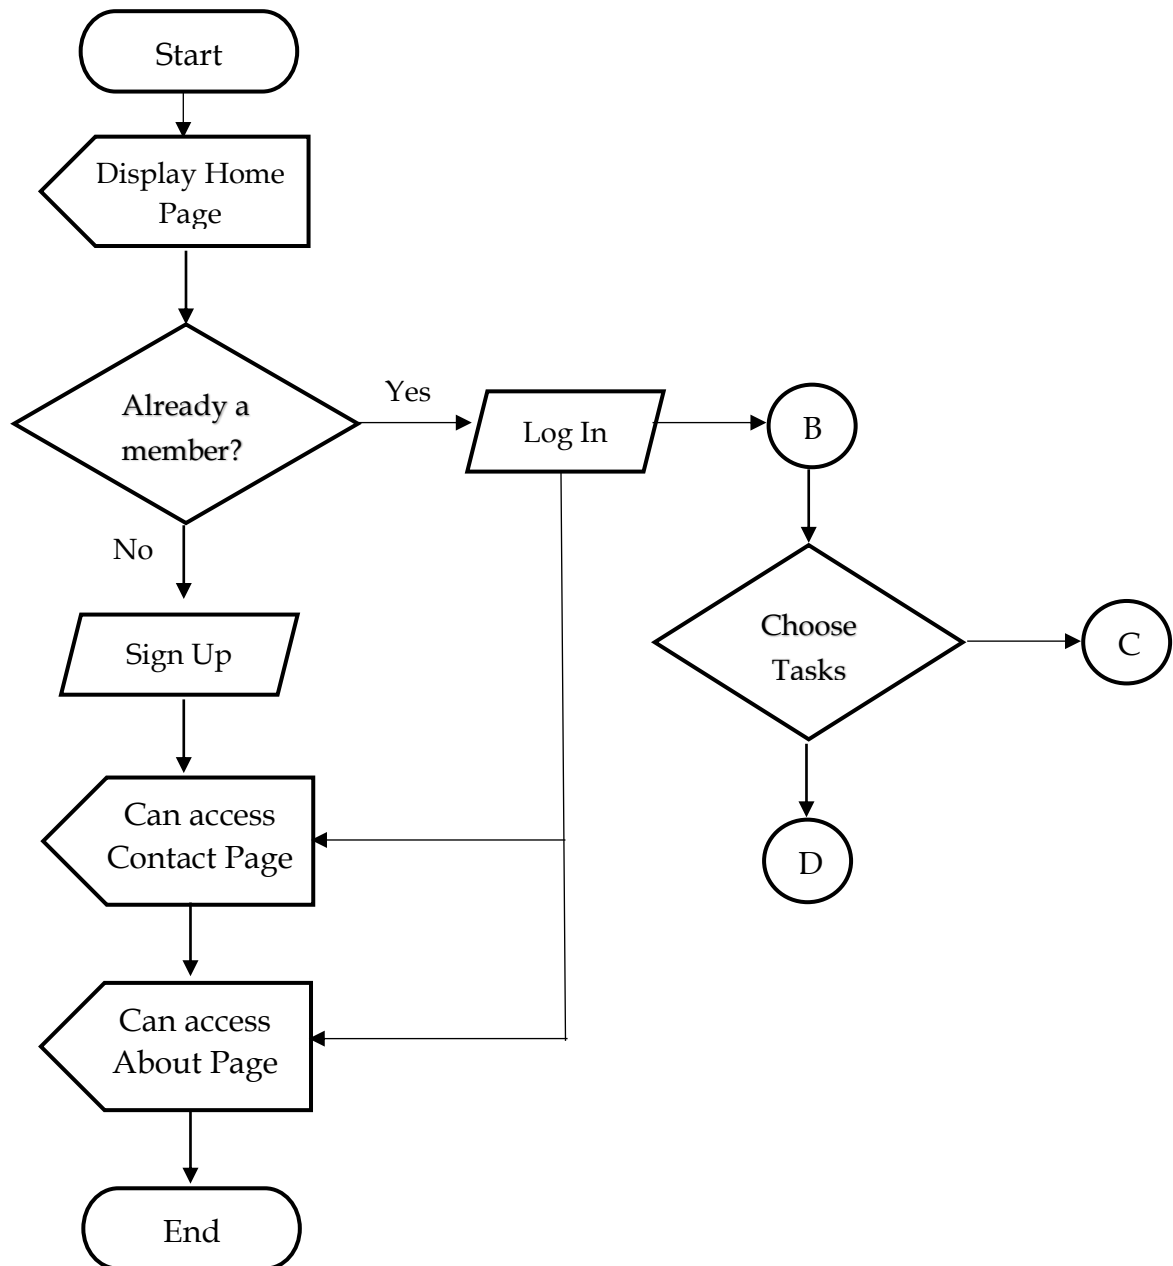 Start
Display Home
Page
Already a
member?
Yes
Log In
B
No
Choose
Tasks
C
Sign Up
Can access
Contact Page
D
Can access
About Page
End